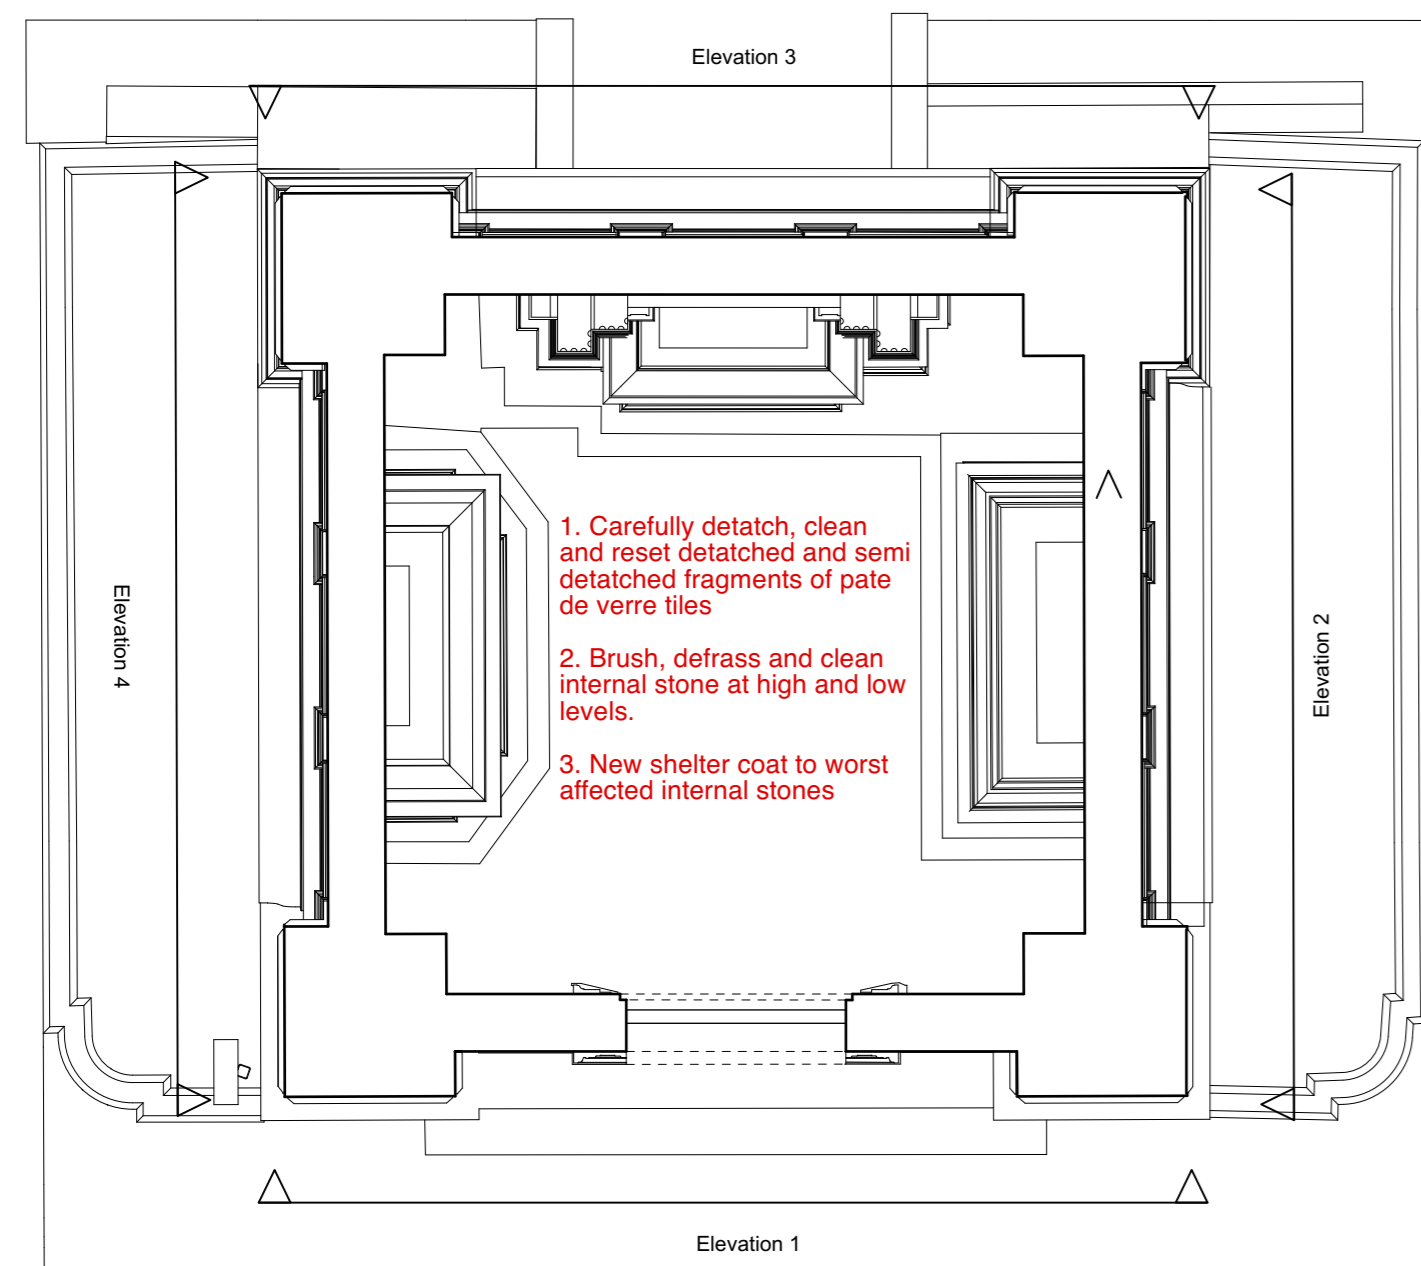 Elevation 3
1. Carefully detatch, clean
and reset detatched and semi
detatched fragments of pate
de verre tiles
2. Brush, defrass and clean
internal stone at high and low
levels.
3. New shelter coat to worst
affected internal stones
Elevation 4
Elevation 2
Elevation 1